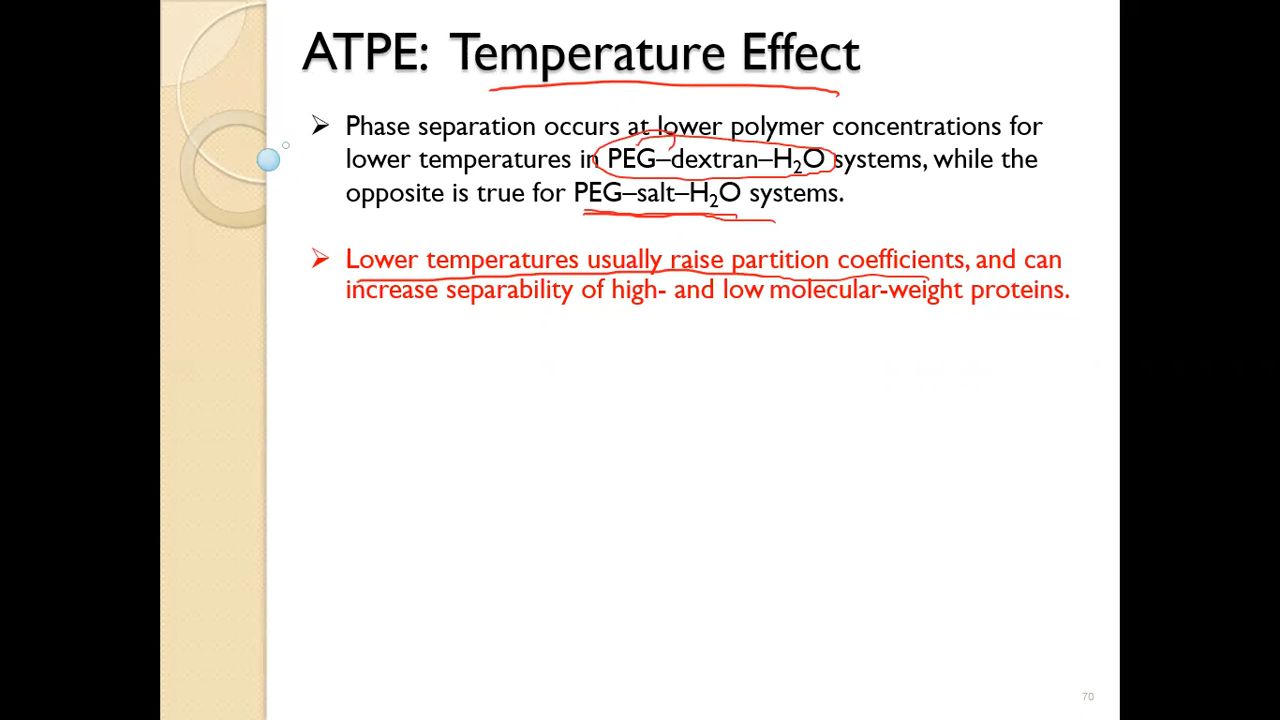 ATPE: Temperature Effect
➢ Phase separation occurs at lower polymer concentrations for
lower temperatures in PEG–dextran–H₂O systems, while the
opposite is true for PEG–salt–H₂O systems.
➢ Lower temperatures usually raise partition coefficients, and can
increase separability of high- and low molecular-weight proteins.
70